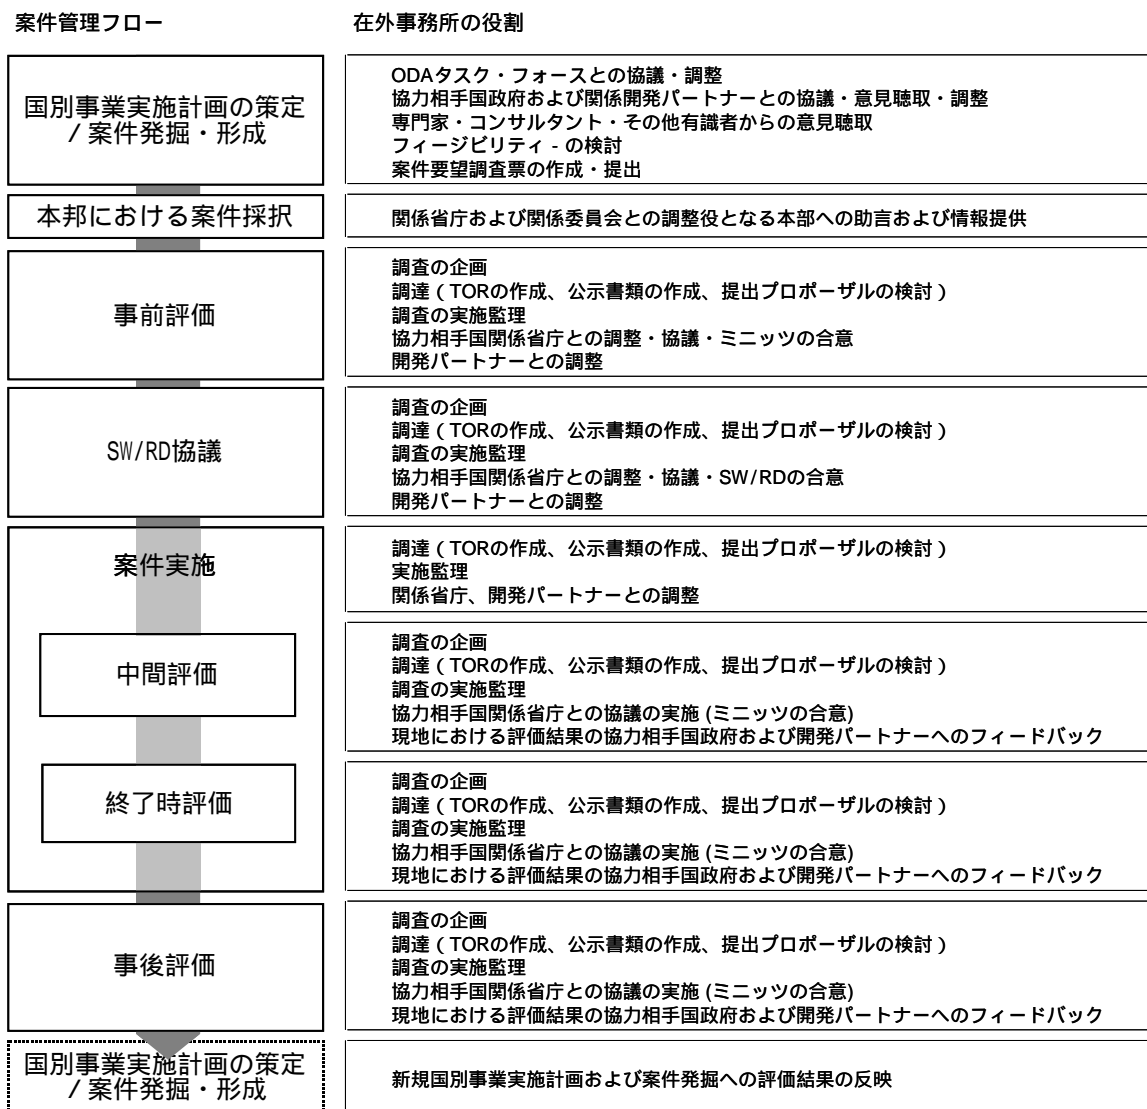 案件管理フロー
在外事務所の役割
国別事業実施計画の策定
/ 案件発掘・形成
ODAタスク・フォースとの協議・調整
協力相手国政府および関係開発パートナーとの協議・意見聴取・調整
専門家・コンサルタント・その他有識者からの意見聴取
フィージビリティ - の検討
案件要望調査票の作成・提出
本邦における案件採択
関係省庁および関係委員会との調整役となる本部への助言および情報提供
事前評価
調査の企画
調達（TORの作成、公示書類の作成、提出プロポーザルの検討）
調査の実施監理
協力相手国関係省庁との調整・協議・ミニッツの合意
開発パートナーとの調整
SW/RD協議
調査の企画
調達（TORの作成、公示書類の作成、提出プロポーザルの検討）
調査の実施監理
協力相手国関係省庁との調整・協議・SW/RDの合意
開発パートナーとの調整
案件実施
調達（TORの作成、公示書類の作成、提出プロポーザルの検討）
実施監理
関係省庁、開発パートナーとの調整
中間評価
調査の企画
調達（TORの作成、公示書類の作成、提出プロポーザルの検討）
調査の実施監理
協力相手国関係省庁との協議の実施 (ミニッツの合意)
現地における評価結果の協力相手国政府および開発パートナーへのフィードバック
終了時評価
調査の企画
調達（TORの作成、公示書類の作成、提出プロポーザルの検討）
調査の実施監理
協力相手国関係省庁との協議の実施 (ミニッツの合意)
現地における評価結果の協力相手国政府および開発パートナーへのフィードバック
事後評価
調査の企画
調達（TORの作成、公示書類の作成、提出プロポーザルの検討）
調査の実施監理
協力相手国関係省庁との協議の実施 (ミニッツの合意)
現地における評価結果の協力相手国政府および開発パートナーへのフィードバック
国別事業実施計画の策定
/ 案件発掘・形成
新規国別事業実施計画および案件発掘への評価結果の反映